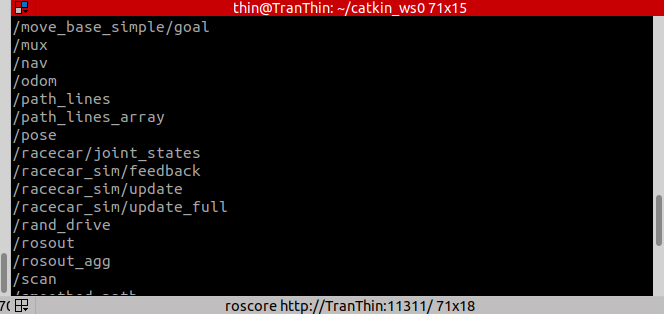 thin@TranThin: ~/catkin_ws0 71x15
/move_base_simple/goal
/mux
/nav
/odom
/path_lines
/path_lines_array
/pose
/racecar/joint_states
/racecar_sim/feedback
/racecar_sim/update
/racecar_sim/update_full
/rand_drive
/rosout
/rosout_agg
/scan
roscore http://TranThin:11311/ 71x18